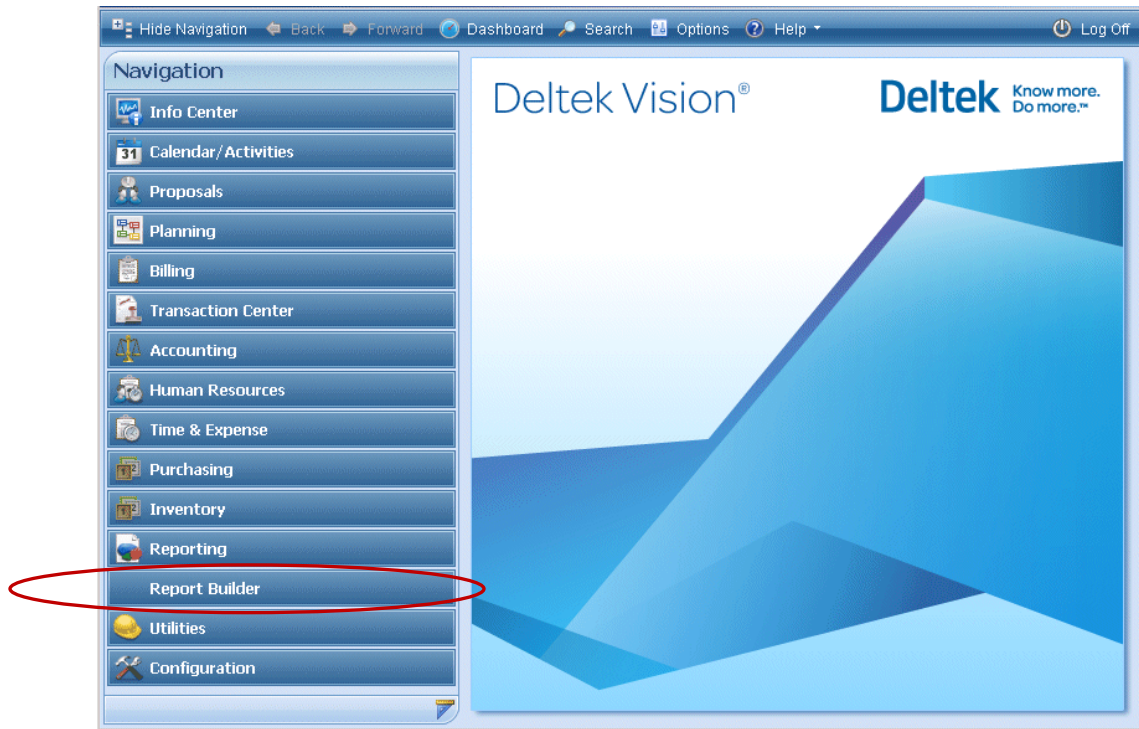 Hide Navigation Back Forward Dashboard Search Options Help Log Off
Navigation
Info Center
31 Calendar/Activities
Proposals
Planning
Billing
Transaction Center
Accounting
Human Resources
Time & Expense
Purchasing
Inventory
Reporting
Report Builder
Utilities
Configuration
Deltek Vision®
Deltek Know more.
Do more.™